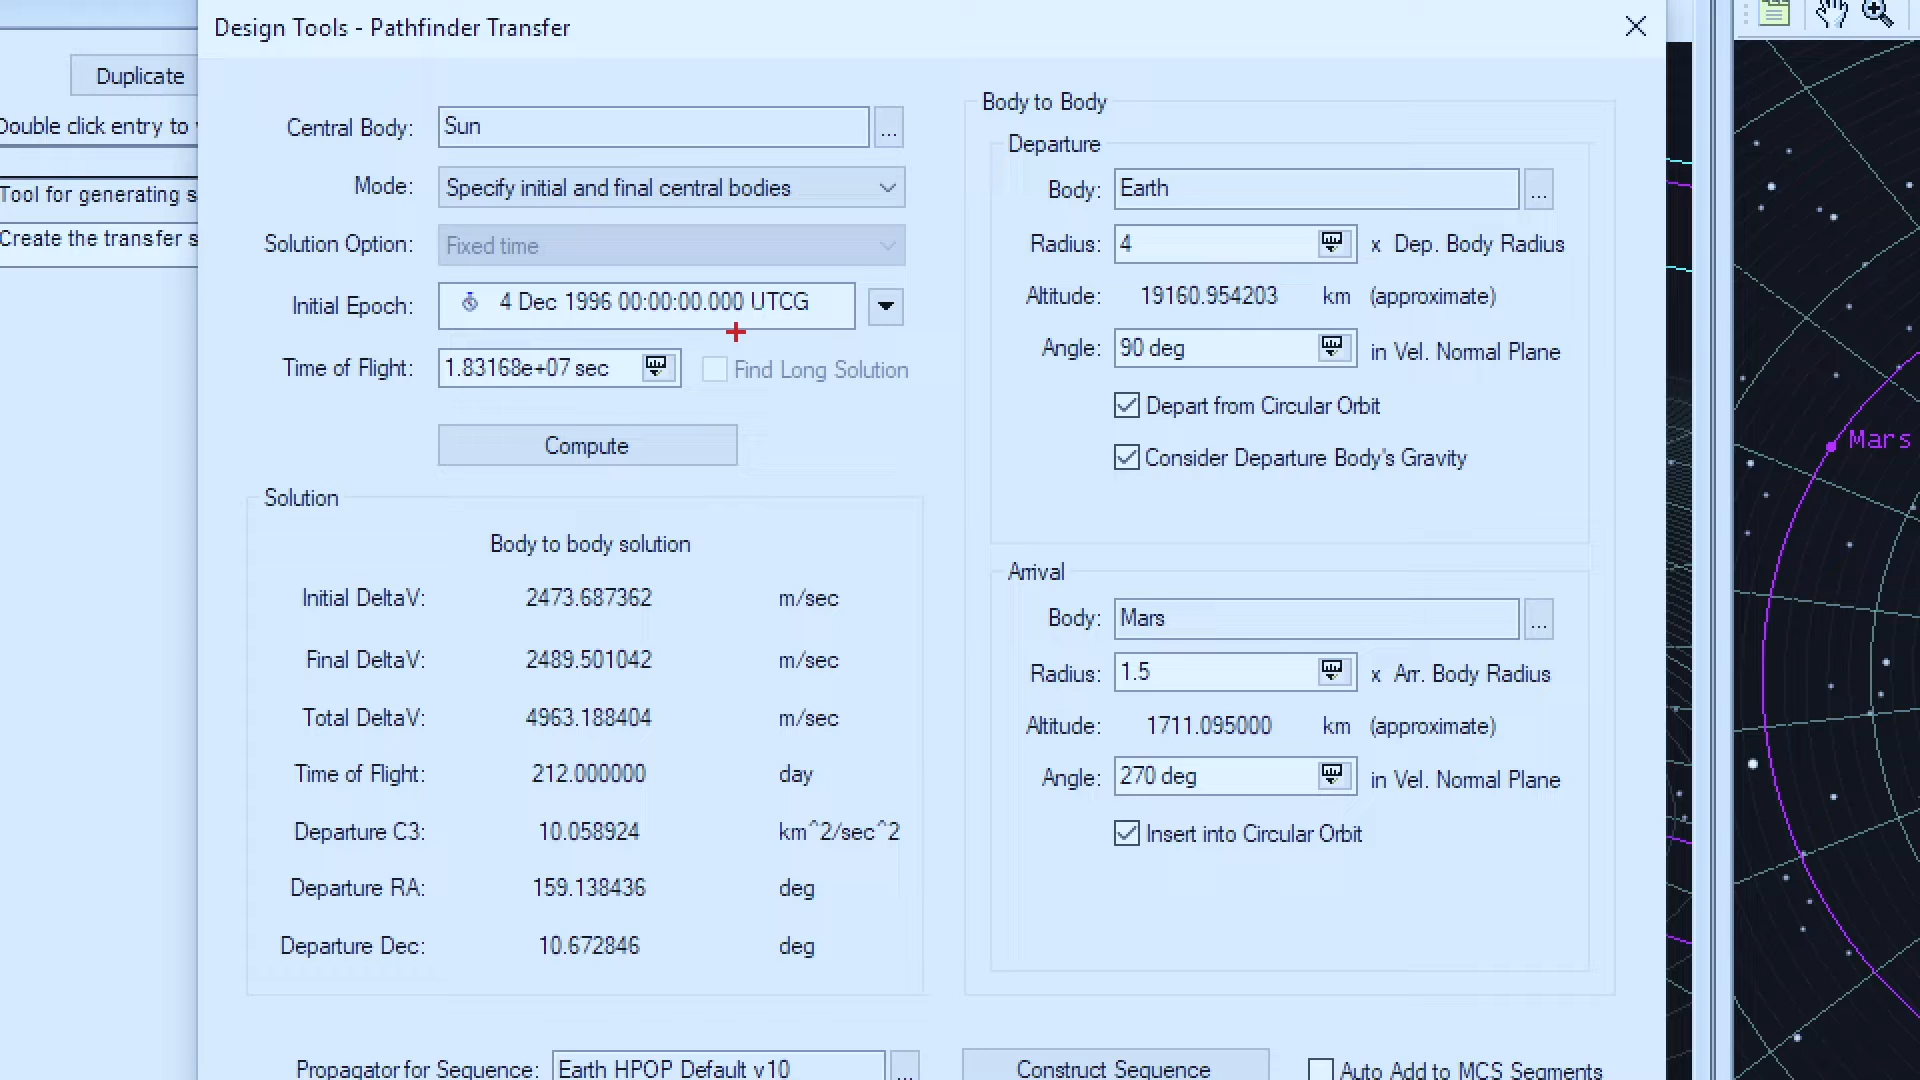 Design Tools - Pathfinder Transfer
Duplicate
Double click entry to
Tool for generating s
Create the transfer s
Central Body: Sun ...
Mode: Specify initial and final central bodies
Solution Option: Fixed time
Initial Epoch: 4 Dec 1996 00:00:00.000 UTCG
Time of Flight: 1.83168e+07 sec Find Long Solution
Compute
Solution
Body to body solution
Initial DeltaV: 2473.687362 m/sec
Final DeltaV: 2489.501042 m/sec
Total DeltaV: 4963.188404 m/sec
Time of Flight: 212.000000 day
Departure C3: 10.058924 km^2/sec^2
Departure RA: 159.138436 deg
Departure Dec: 10.672846 deg
Propagator for Sequence: Earth HPOP Default v10 ...
Body to Body
Departure
Body: Earth ...
Radius: 4 x Dep. Body Radius
Altitude: 19160.954203 km (approximate)
Angle: 90 deg in Vel. Normal Plane
Depart from Circular Orbit
Consider Departure Body's Gravity
Arrival
Body: Mars ...
Radius: 1.5 x Arr. Body Radius
Altitude: 1711.095000 km (approximate)
Angle: 270 deg in Vel. Normal Plane
Insert into Circular Orbit
Construct Sequence
Auto Add to MCS Segments
Mars